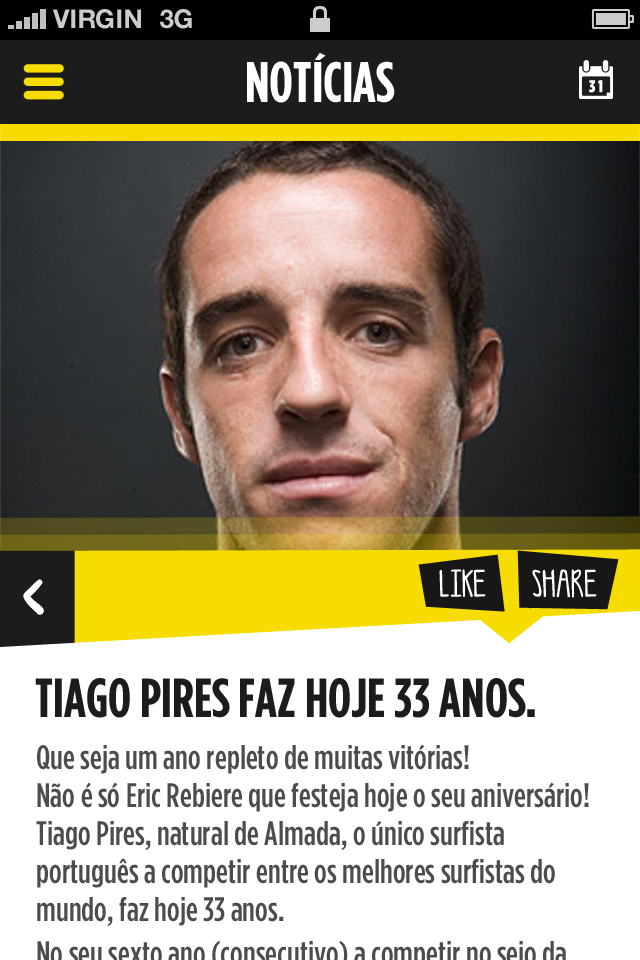 VIRGIN 3G
NOTÍCIAS
31
LIKE SHARE
TIAGO PIRES FAZ HOJE 33 ANOS.
Que seja um ano repleto de muitas vitórias!
Não é só Eric Rebiere que festeja hoje o seu aniversário!
Tiago Pires, natural de Almada, o único surfista
português a competir entre os melhores surfistas do
mundo, faz hoje 33 anos.
No seu sexto ano (consecutivo) a competir no seio da